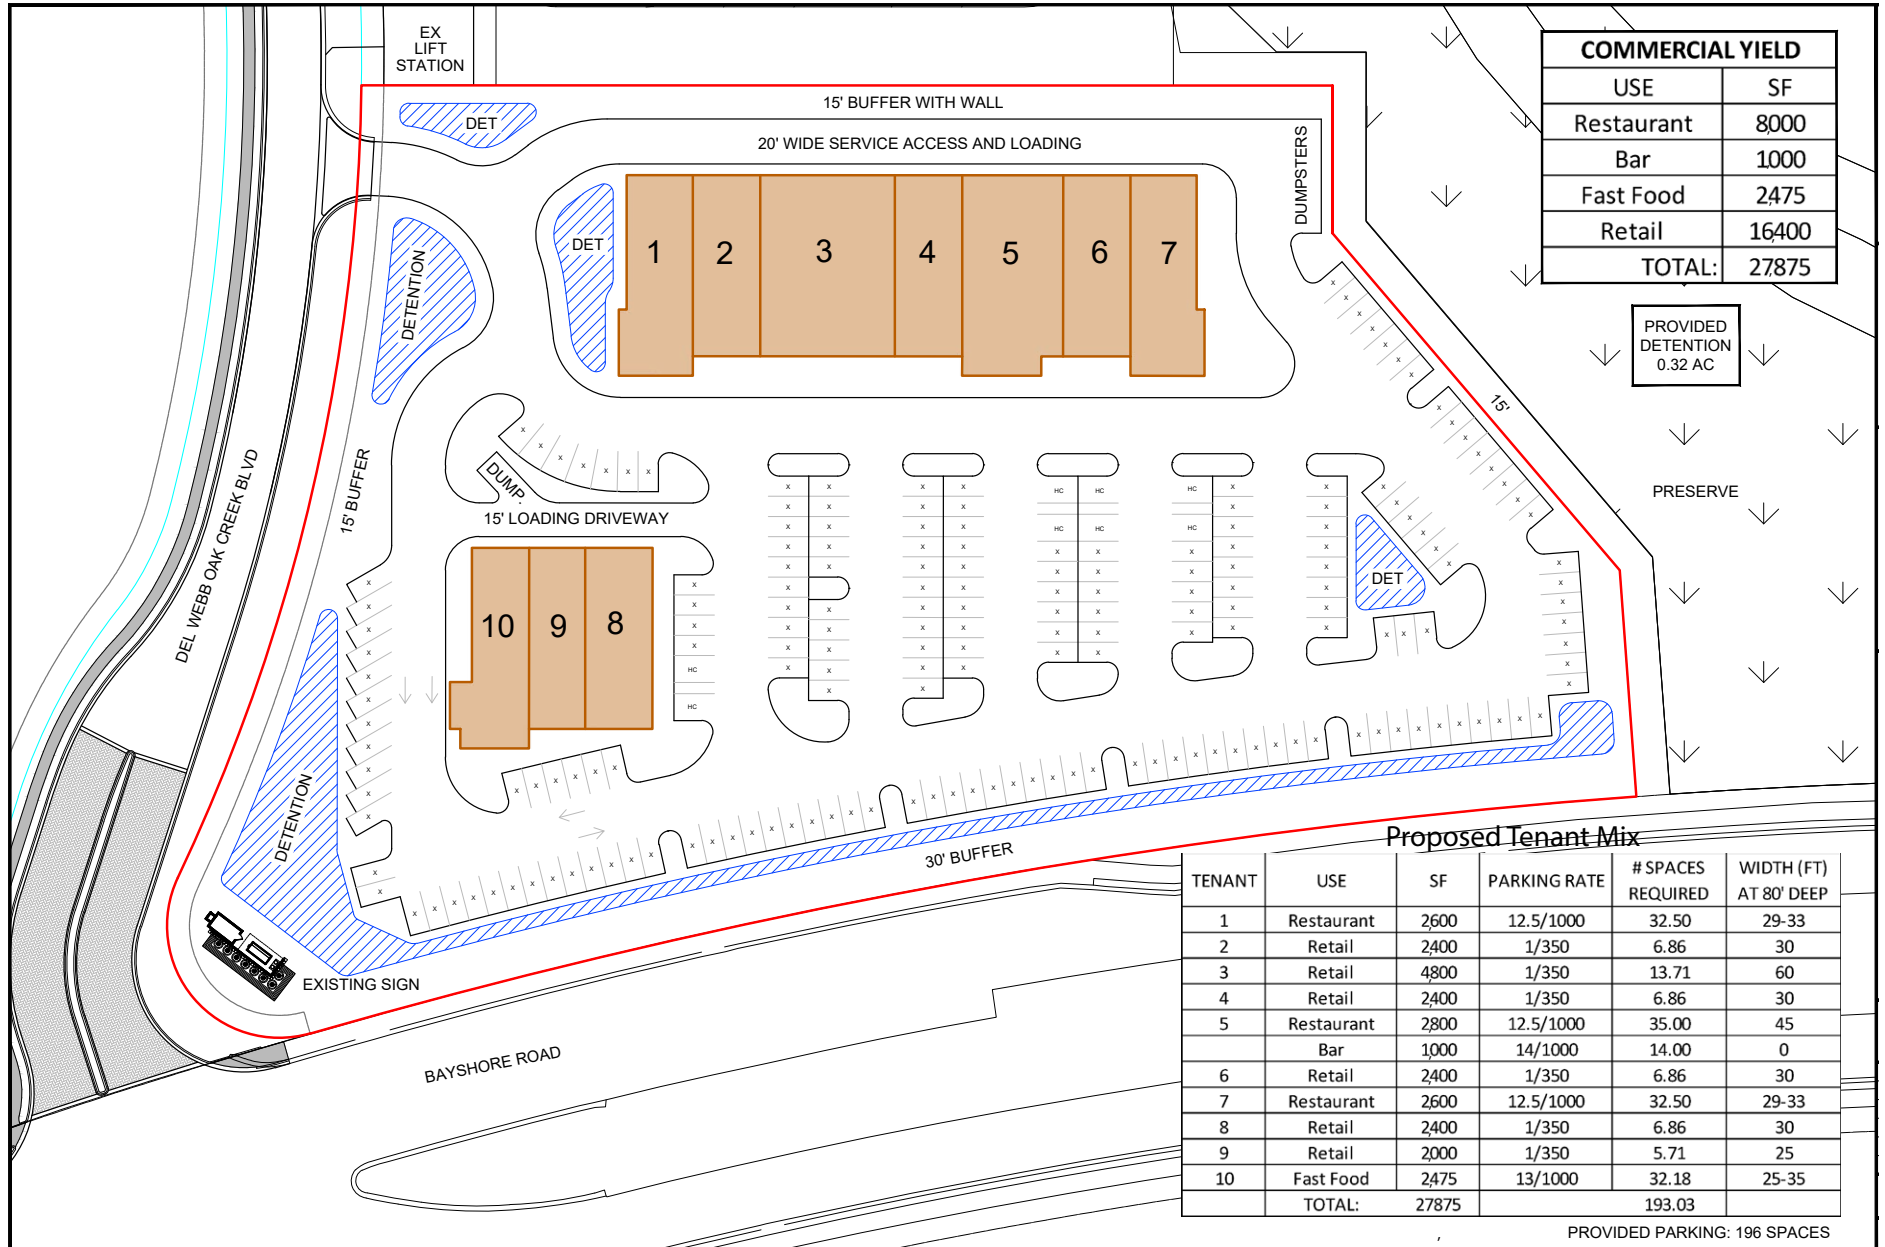 EX
LIFT
STATION
15' BUFFER WITH WALL
DET
20' WIDE SERVICE ACCESS AND LOADING
DUMPSTERS
COMMERCIAL YIELD
USE SF
Restaurant 8,000
Bar 1,000
Fast Food 2,475
Retail 16,400
TOTAL: 27,875
PROVIDED
DETENTION
0.32 AC
DET
1 2 3 4 5 6 7
DETENTION
15'
PRESERVE
15' BUFFER
DEL WEBB OAK CREEK BLVD
DUMP.
15' LOADING DRIVEWAY
HC HC HC
HC HC HC
DET
10 9 8
HC
HC
DETENTION
30' BUFFER
EXISTING SIGN
BAYSHORE ROAD
Proposed Tenant Mix
TENANT USE SF PARKING RATE # SPACES REQUIRED WIDTH (FT) AT 80' DEEP
1 Restaurant 2,600 12.5/1000 32.50 29-33
2 Retail 2,400 1/350 6.86 30
3 Retail 4,800 1/350 13.71 60
4 Retail 2,400 1/350 6.86 30
5 Restaurant 2,800 12.5/1000 35.00 45
Bar 1,000 14/1000 14.00 0
6 Retail 2,400 1/350 6.86 30
7 Restaurant 2,600 12.5/1000 32.50 29-33
8 Retail 2,400 1/350 6.86 30
9 Retail 2,000 1/350 5.71 25
10 Fast Food 2,475 13/1000 32.18 25-35
TOTAL: 27875 193.03
PROVIDED PARKING: 196 SPACES